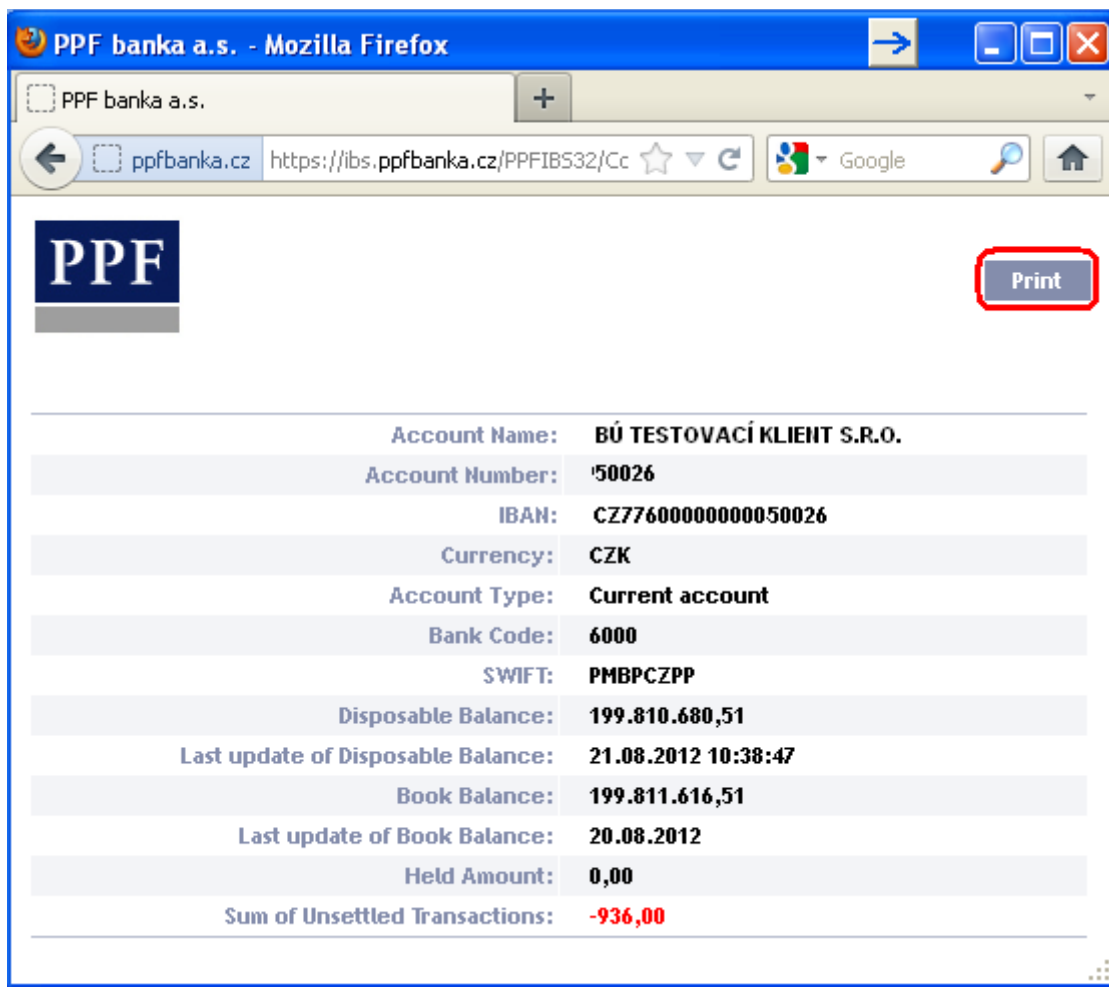 PPF banka a.s. - Mozilla Firefox
PPF banka a.s.
ppfbanka.cz https://ibs.ppfbanka.cz/PPFIBS32/Cc Google
PPF
Print
Account Name: BÚ TESTOVACÍ KLIENT S.R.O.
Account Number: 50026
IBAN: CZ77600000000050026
Currency: CZK
Account Type: Current account
Bank Code: 6000
SWIFT: PMBPCZPP
Disposable Balance: 199.810.680,51
Last update of Disposable Balance: 21.08.2012 10:38:47
Book Balance: 199.811.616,51
Last update of Book Balance: 20.08.2012
Held Amount: 0,00
Sum of Unsettled Transactions: -936,00